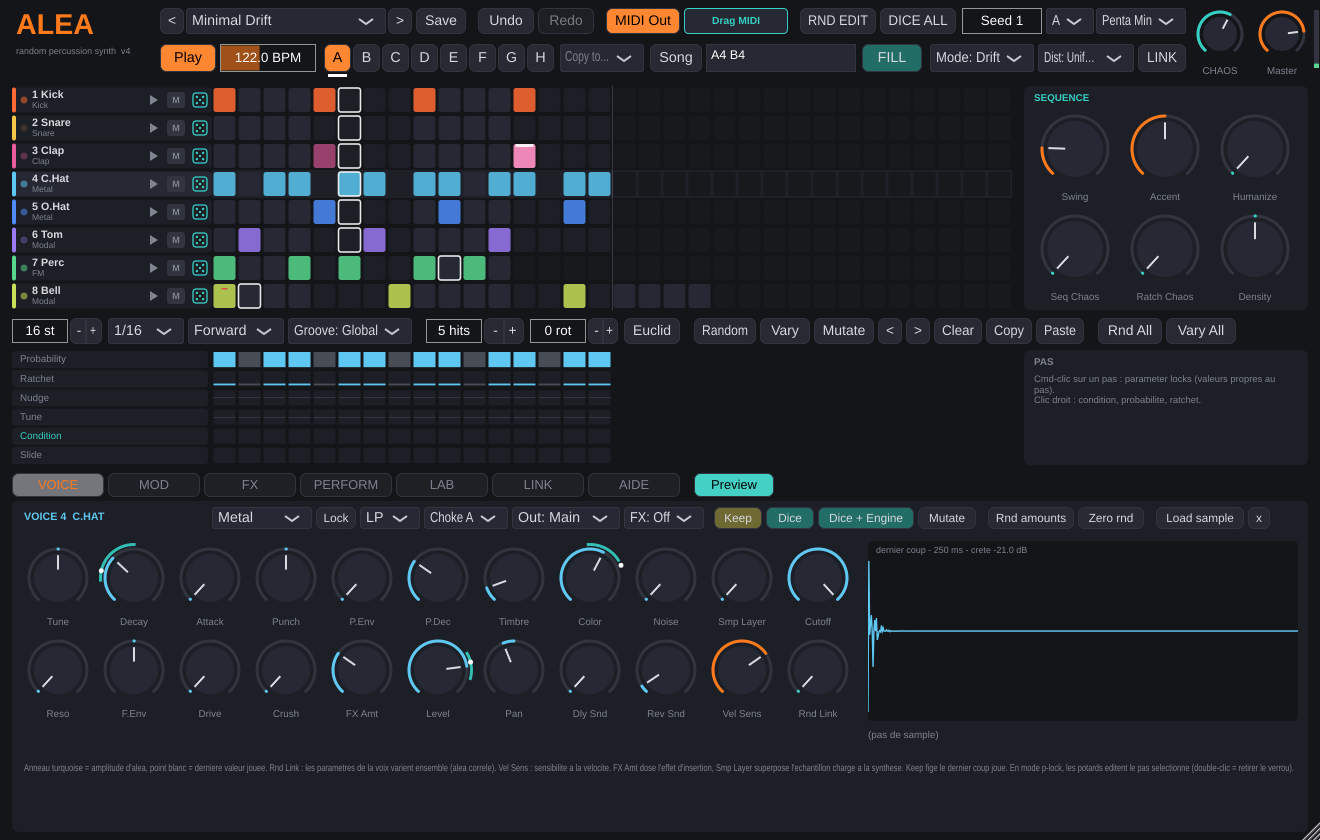 ALEA
random percussion synth v4
< Minimal Drift > Save Undo Redo MIDI Out Drag MIDI RND EDIT DICE ALL Seed 1 A Penta Min
Play 122.0 BPM A B C D E F G H Copy to... Song A4 B4 FILL Mode: Drift Dist: Unif... LINK
CHAOS Master
1 Kick
Kick
M
2 Snare
Snare
M
3 Clap
Clap
M
4 C.Hat
Metal
M
5 O.Hat
Metal
M
6 Tom
Modal
M
7 Perc
FM
M
8 Bell
Modal
M
SEQUENCE
Swing Accent Humanize
Seq Chaos Ratch Chaos Density
16 st - + 1/16 Forward Groove: Global 5 hits - + 0 rot - + Euclid Random Vary Mutate < > Clear Copy Paste Rnd All Vary All
Probability
Ratchet
Nudge
Tune
Condition
Slide
PAS
Cmd-clic sur un pas : parameter locks (valeurs propres au
pas).
Clic droit : condition, probabilite, ratchet.
VOICE MOD FX PERFORM LAB LINK AIDE Preview
VOICE 4 C.HAT Metal Lock LP Choke A Out: Main FX: Off Keep Dice Dice + Engine Mutate Rnd amounts Zero rnd Load sample x
dernier coup - 250 ms - crete -21.0 dB
Tune Decay Attack Punch P.Env P.Dec Timbre Color Noise Smp Layer Cutoff
Reso F.Env Drive Crush FX Amt Level Pan Dly Snd Rev Snd Vel Sens Rnd Link
(pas de sample)
Anneau turquoise = amplitude d'alea, point blanc = derniere valeur jouee. Rnd Link : les parametres de la voix varient ensemble (alea correle). Vel Sens : sensibilite a la velocite. FX Amt dose l'effet d'insertion, Smp Layer superpose l'echantillon charge a la synthese. Keep fige le dernier coup joue. En mode p-lock, les potards editent le pas selectionne (double-clic = retirer le verrou).